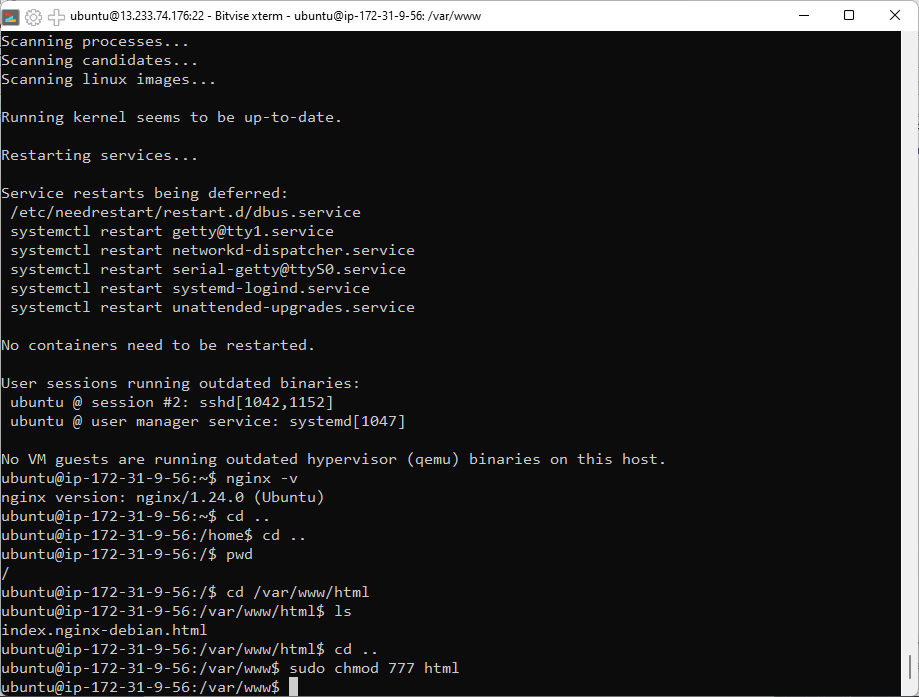 ubuntu@13.233.74.176:22 - Bitvise xterm - ubuntu@ip-172-31-9-56: /var/www
Scanning processes...
Scanning candidates...
Scanning linux images...
Running kernel seems to be up-to-date.
Restarting services...
Service restarts being deferred:
 /etc/needrestart/restart.d/dbus.service
 systemctl restart getty@tty1.service
 systemctl restart networkd-dispatcher.service
 systemctl restart serial-getty@ttyS0.service
 systemctl restart systemd-logind.service
 systemctl restart unattended-upgrades.service
No containers need to be restarted.
User sessions running outdated binaries:
 ubuntu @ session #2: sshd[1042,1152]
 ubuntu @ user manager service: systemd[1047]
No VM guests are running outdated hypervisor (qemu) binaries on this host.
ubuntu@ip-172-31-9-56:~$ nginx -v
nginx version: nginx/1.24.0 (Ubuntu)
ubuntu@ip-172-31-9-56:~$ cd ..
ubuntu@ip-172-31-9-56:/home$ cd ..
ubuntu@ip-172-31-9-56:/$ pwd
/
ubuntu@ip-172-31-9-56:/$ cd /var/www/html
ubuntu@ip-172-31-9-56:/var/www/html$ ls
index.nginx-debian.html
ubuntu@ip-172-31-9-56:/var/www/html$ cd ..
ubuntu@ip-172-31-9-56:/var/www$ sudo chmod 777 html
ubuntu@ip-172-31-9-56:/var/www$